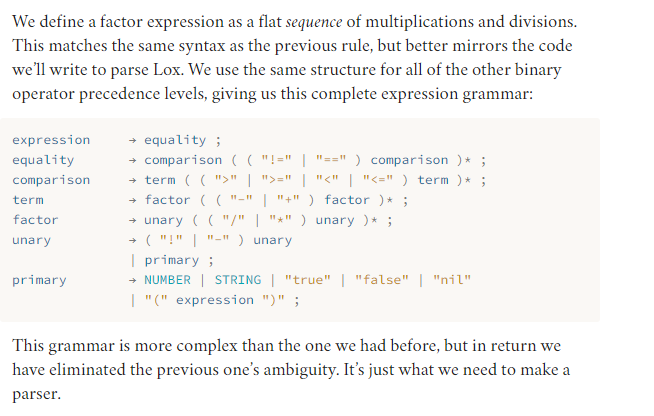 We define a factor expression as a flat sequence of multiplications and divisions.
This matches the same syntax as the previous rule, but better mirrors the code
we’ll write to parse Lox. We use the same structure for all of the other binary
operator precedence levels, giving us this complete expression grammar:
expression → equality ;
equality → comparison ( ( "!=" | "==" ) comparison )* ;
comparison → term ( ( ">" | ">=" | "<" | "<=" ) term )* ;
term → factor ( ( "-" | "+" ) factor )* ;
factor → unary ( ( "/" | "*" ) unary )* ;
unary → ( "!" | "-" ) unary
| primary ;
primary → NUMBER | STRING | "true" | "false" | "nil"
| "(" expression ")" ;
This grammar is more complex than the one we had before, but in return we
have eliminated the previous one’s ambiguity. It’s just what we need to make a
parser.